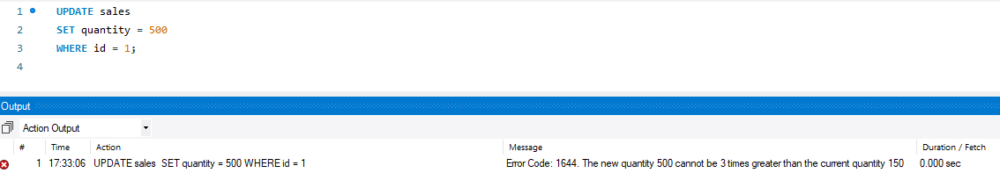 1 UPDATE sales
2 SET quantity = 500
3 WHERE id = 1;
4
Output
Action Output
# Time Action Message Duration / Fetch
1 17:33:06 UPDATE sales SET quantity = 500 WHERE id = 1 Error Code: 1644. The new quantity 500 cannot be 3 times greater than the current quantity 150 0.000 sec